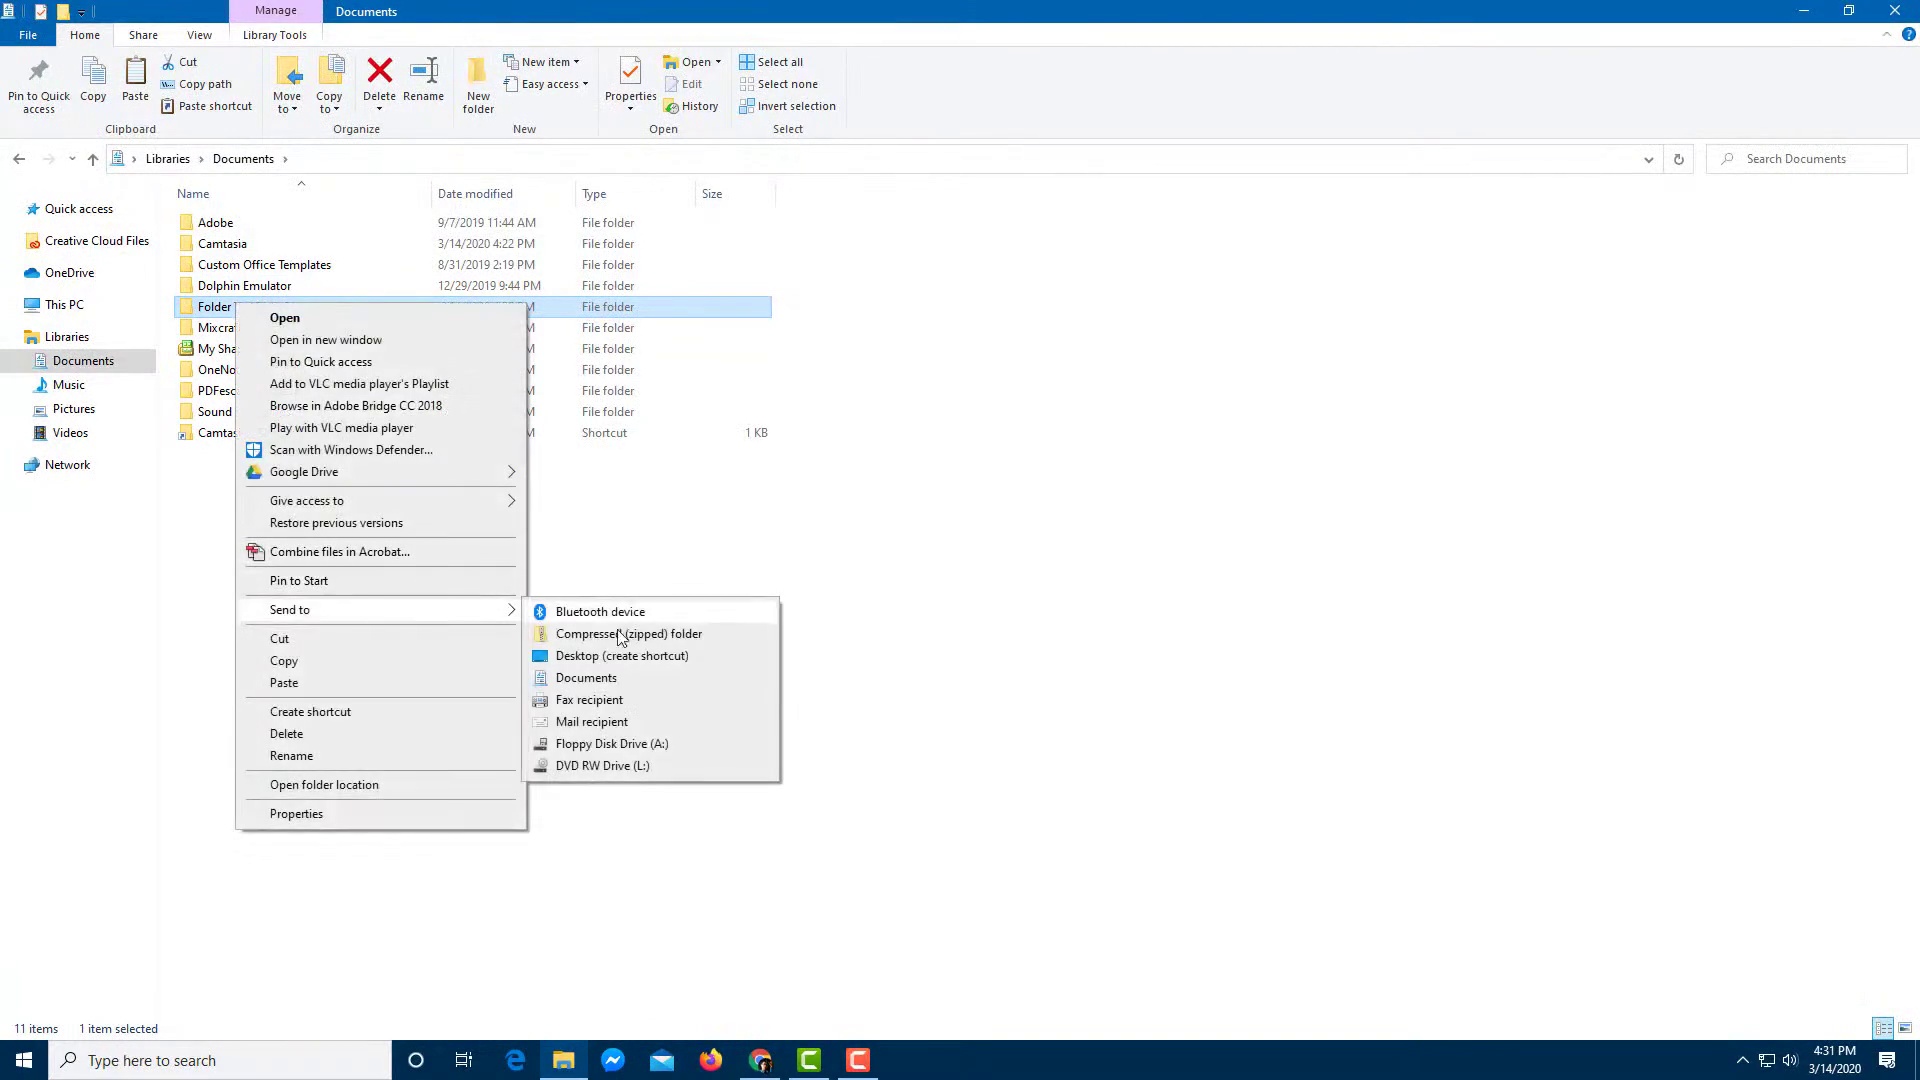 Manage
Documents
File
Home
Share
View
Library Tools
Pin to Quick
access
Copy
Paste
Cut
Copy path
Paste shortcut
Clipboard
Move
to
Copy
to
Delete
Rename
Organize
New
folder
New item
Easy access
New
Properties
Open
Edit
History
Open
Select all
Select none
Invert selection
Select
Libraries
Documents
Search Documents
Name
Date modified
Type
Size
Quick access
Creative Cloud Files
OneDrive
This PC
Libraries
Documents
Music
Pictures
Videos
Network
Adobe 9/7/2019 11:44 AM File folder
Camtasia 3/14/2020 4:22 PM File folder
Custom Office Templates 8/31/2019 2:19 PM File folder
Dolphin Emulator 12/29/2019 9:44 PM File folder
Folder File folder
Mixcra M File folder
My Sha M File folder
OneNo M File folder
PDFesc M File folder
Sound M File folder
Camtas M Shortcut 1 KB
Open
Open in new window
Pin to Quick access
Add to VLC media player's Playlist
Browse in Adobe Bridge CC 2018
Play with VLC media player
Scan with Windows Defender...
Google Drive
Give access to
Restore previous versions
Combine files in Acrobat...
Pin to Start
Send to
Cut
Copy
Paste
Create shortcut
Delete
Rename
Open folder location
Properties
Bluetooth device
Compressed (zipped) folder
Desktop (create shortcut)
Documents
Fax recipient
Mail recipient
Floppy Disk Drive (A:)
DVD RW Drive (L:)
11 items
1 item selected
Type here to search
4:31 PM
3/14/2020